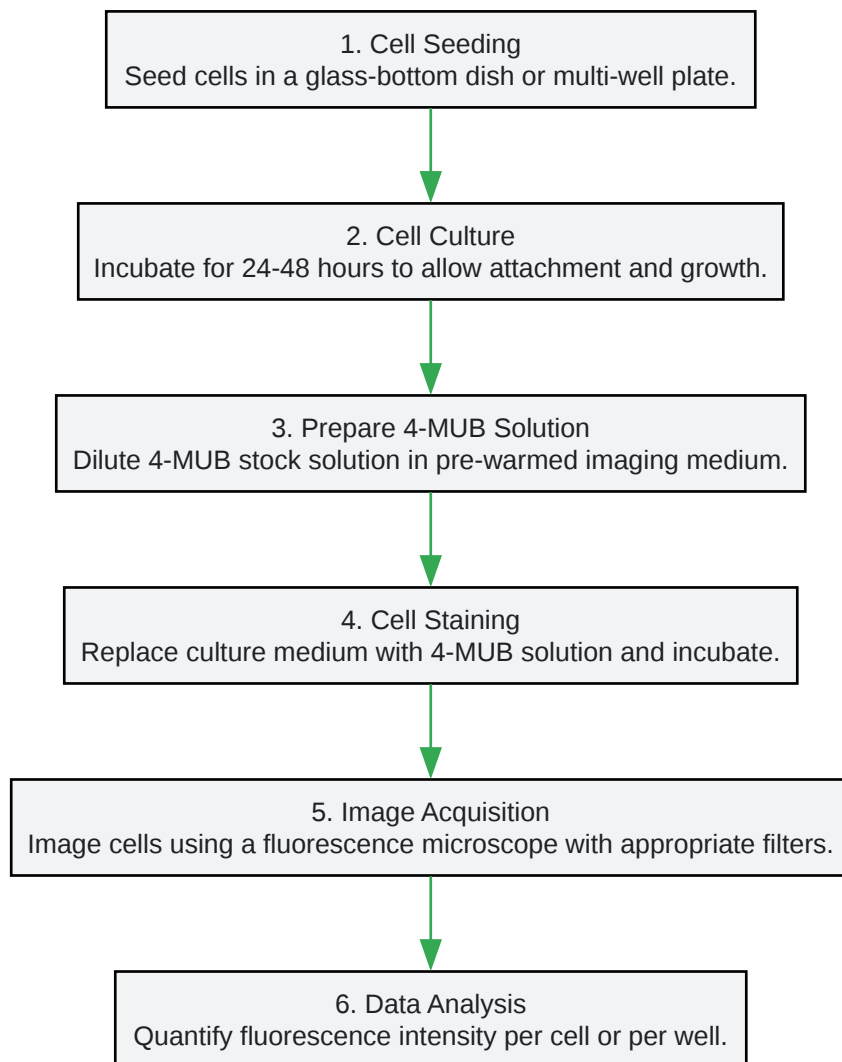 1. Cell Seeding
Seed cells in a glass-bottom dish or multi-well plate.
2. Cell Culture
Incubate for 24-48 hours to allow attachment and growth.
3. Prepare 4-MUB Solution
Dilute 4-MUB stock solution in pre-warmed imaging medium.
4. Cell Staining
Replace culture medium with 4-MUB solution and incubate.
5. Image Acquisition
Image cells using a fluorescence microscope with appropriate filters.
6. Data Analysis
Quantify fluorescence intensity per cell or per well.